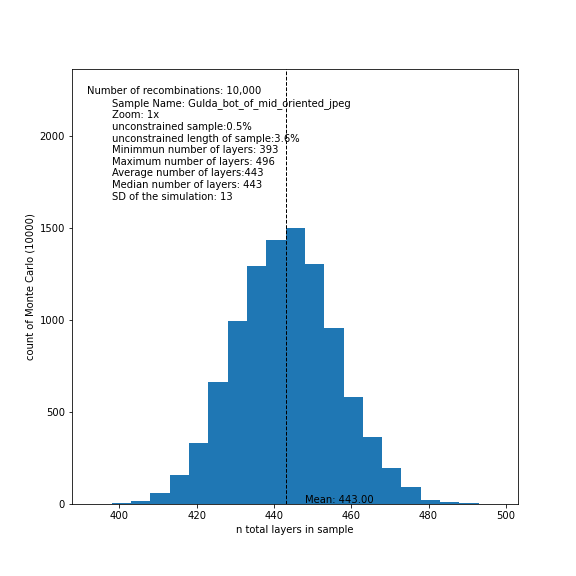 Number of recombinations: 10,000
Sample Name: Gulda_bot_of_mid_oriented_jpeg
Zoom: 1x
unconstrained sample:0.5%
unconstrained length of sample:3.6%
Minimmun number of layers: 393
Maximum number of layers: 496
Average number of layers:443
Median number of layers: 443
SD of the simulation: 13
2000
1500
1000
500
0
count of Monte Carlo (10000)
Mean: 443.00
400 420 440 460 480 500
n total layers in sample